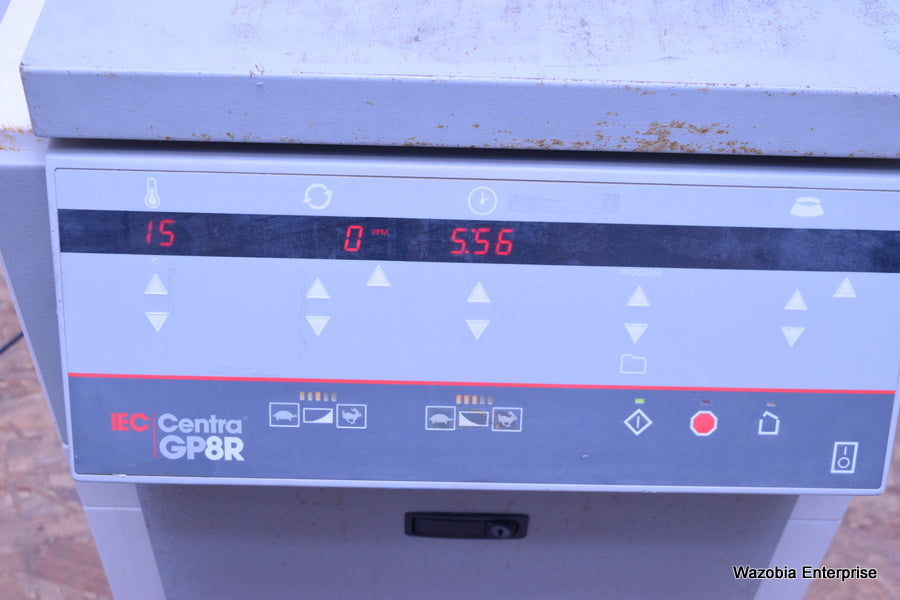 15 0 RPM 5:56
°C
PROGRAM
IEC Centra
GP8R
Wazobia Enterprise